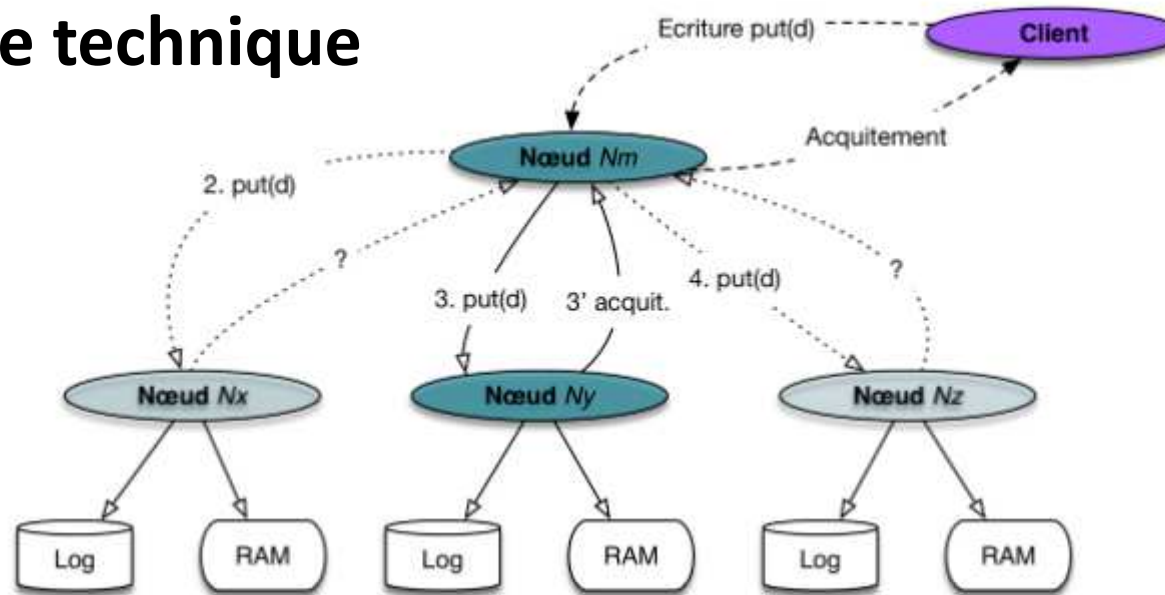 e technique
Ecriture put(d)
Client
Acquitement
Nœud Nm
2. put(d)
?
3. put(d)
3' acquit.
4. put(d)
?
Nœud Nx
Nœud Ny
Nœud Nz
Log
RAM
Log
RAM
Log
RAM